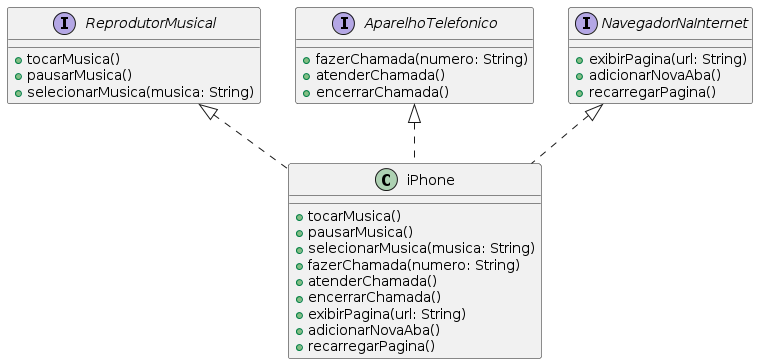 I ReprodutorMusical
tocarMusica()
pausarMusica()
selecionarMusica(musica: String)
I AparelhoTelefonico
fazerChamada(numero: String)
atenderChamada()
encerrarChamada()
I NavegadorNaInternet
exibirPagina(url: String)
adicionarNovaAba()
recarregarPagina()
C iPhone
tocarMusica()
pausarMusica()
selecionarMusica(musica: String)
fazerChamada(numero: String)
atenderChamada()
encerrarChamada()
exibirPagina(url: String)
adicionarNovaAba()
recarregarPagina()